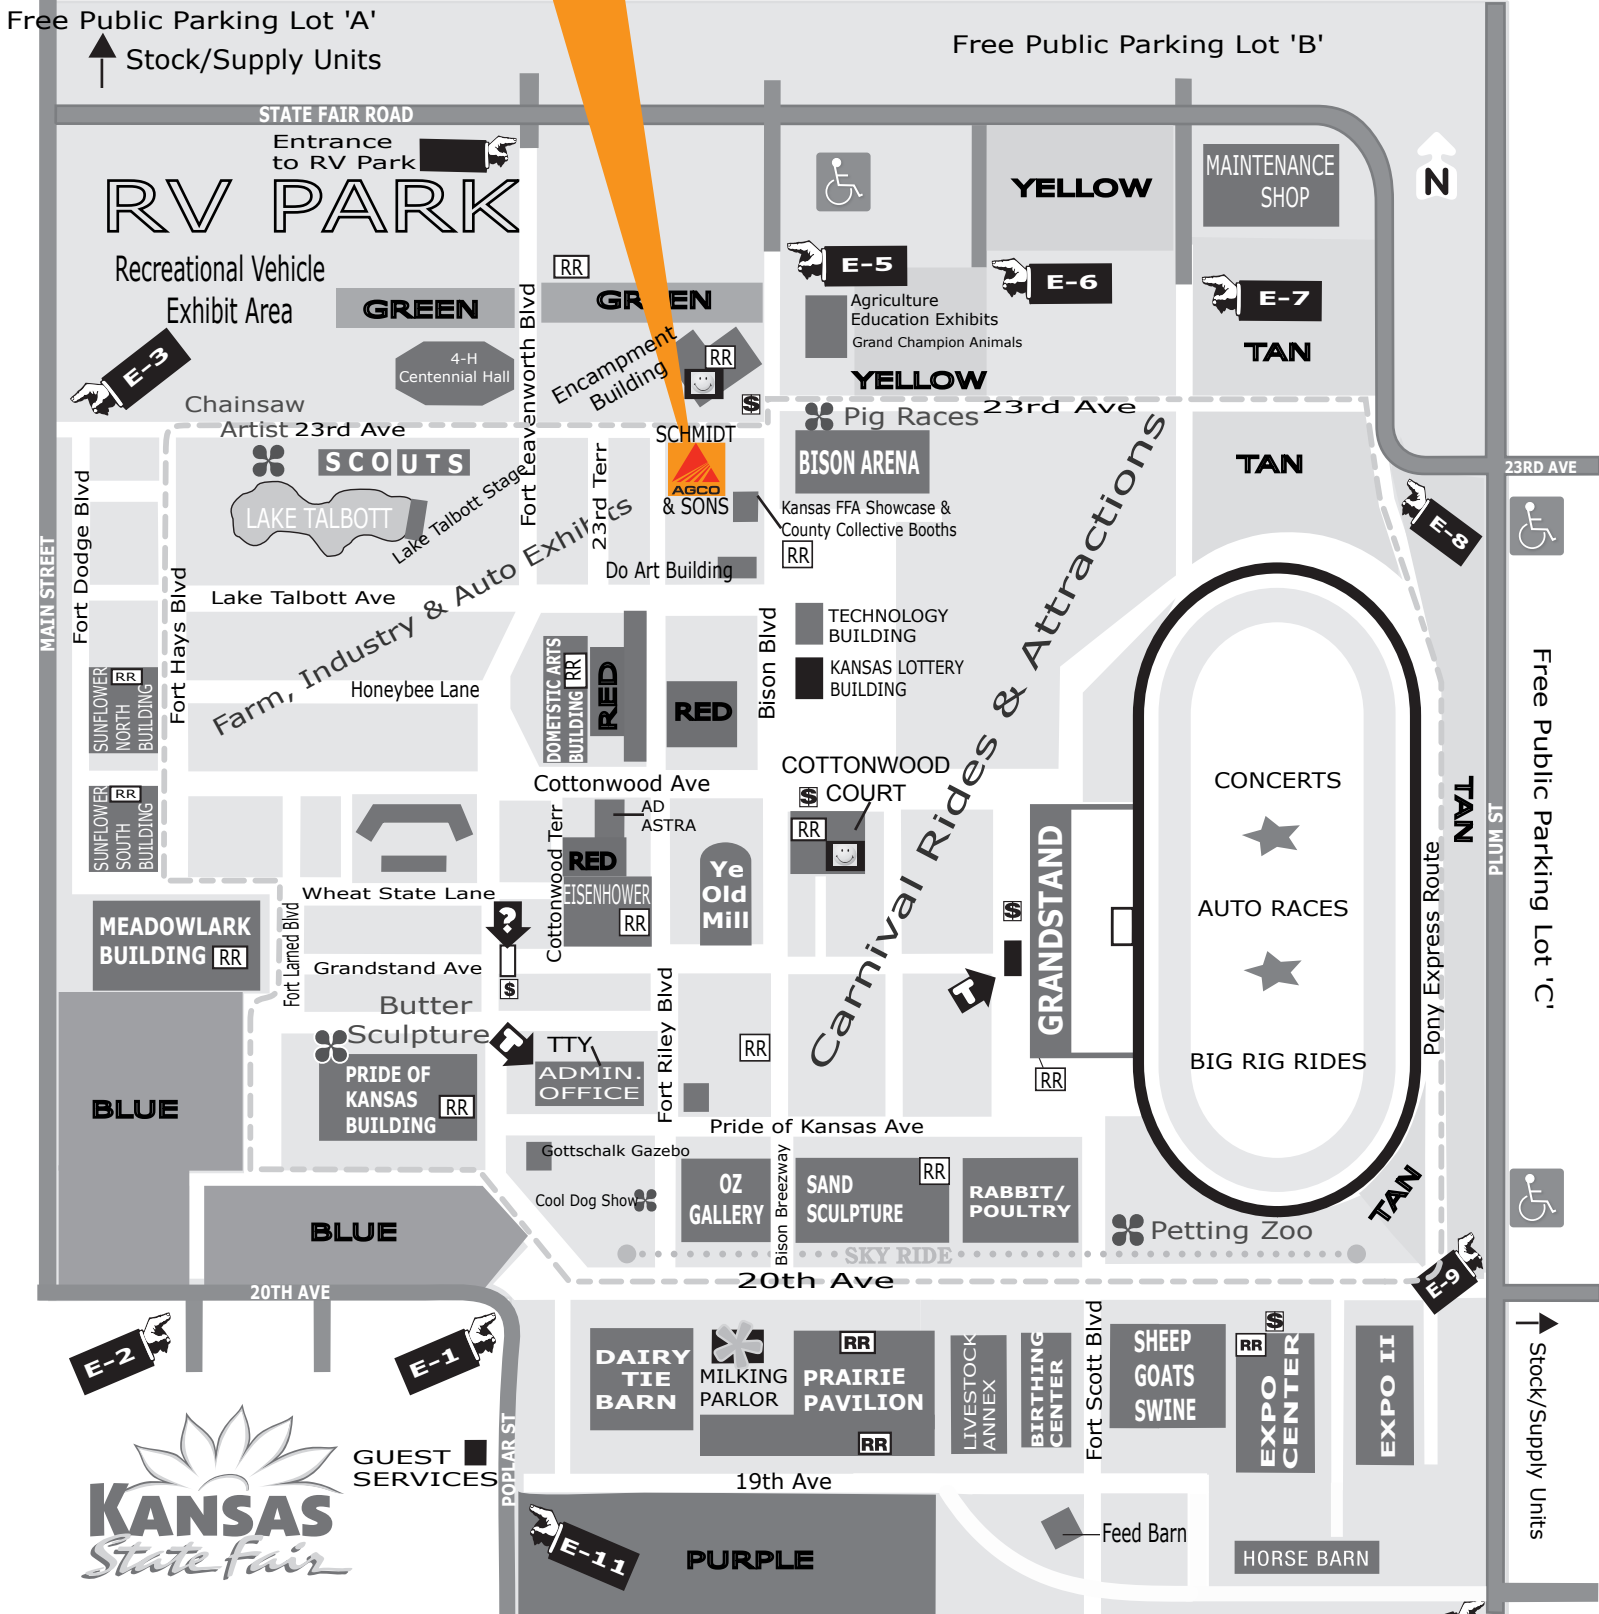 Free Public Parking Lot 'A'
Stock/Supply Units
Free Public Parking Lot 'B'
STATE FAIR ROAD
Entrance
to RV Park
RV PARK
Recreational Vehicle
Exhibit Area
GREEN
RR
GREEN
YELLOW
MAINTENANCE
SHOP
N
E-5
E-6
E-7
Agriculture
Education Exhibits
Grand Champion Animals
YELLOW
TAN
E-3
4-H
Centennial Hall
Fort Leavenworth Blvd
Encampment
Building
RR
$
Chainsaw
Artist
23rd Ave
Pig Races
23rd Ave
SCOUTS
LAKE TALBOTT
Lake Talbott Stage
23rd Terr
SCHMIDT
AGCO
& SONS
BISON ARENA
TAN
23RD AVE
Kansas FFA Showcase &
County Collective Booths
RR
Do Art Building
E-8
MAIN STREET
Fort Dodge Blvd
Fort Hays Blvd
Lake Talbott Ave
Farm, Industry & Auto Exhibits
Honeybee Lane
SUNFLOWER
NORTH
BUILDING
RR
SUNFLOWER
SOUTH
BUILDING
RR
DOMETSTIC ARTS
BUILDING
RR
RED
RED
Bison Blvd
TECHNOLOGY
BUILDING
KANSAS LOTTERY
BUILDING
Carnival Rides & Attractions
COTTONWOOD
COURT
$
RR
Cottonwood Ave
AD
ASTRA
Cottonwood Terr
RED
EISENHOWER
RR
Ye
Old
Mill
GRANDSTAND
$
T
RR
CONCERTS
AUTO RACES
BIG RIG RIDES
Pony Express Route
TAN
PLUM ST
Free Public Parking Lot 'C'
Wheat State Lane
?
$
MEADOWLARK
BUILDING
RR
Fort Larned Blvd
Grandstand Ave
Butter
Sculpture
T
TTY
ADMIN.
OFFICE
Fort Riley Blvd
RR
PRIDE OF
KANSAS
BUILDING
RR
BLUE
Pride of Kansas Ave
Gottschalk Gazebo
Cool Dog Show
OZ
GALLERY
Bison Breezway
SAND
SCULPTURE
RR
RABBIT/
POULTRY
TAN
Petting Zoo
BLUE
SKY RIDE
20th Ave
20TH AVE
E-9
E-2
E-1
DAIRY
TIE
BARN
MILKING
PARLOR
RR
PRAIRIE
PAVILION
RR
LIVESTOCK
ANNEX
BIRTHING
CENTER
Fort Scott Blvd
SHEEP
GOATS
SWINE
$
RR
EXPO
CENTER
EXPO II
Stock/Supply Units
GUEST
SERVICES
POPLAR ST
19th Ave
KANSAS
State Fair
E-11
PURPLE
Feed Barn
HORSE BARN